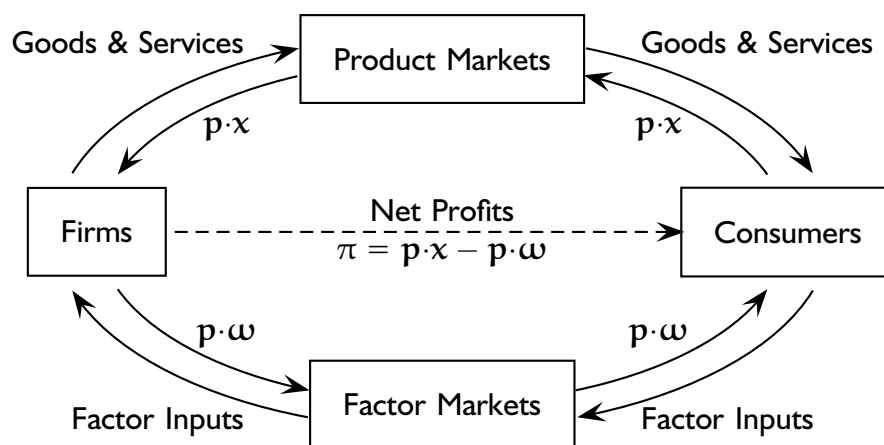 Goods & Services
Product Markets
Goods & Services
p·x
p·x
Firms
Net Profits
π = p·x − p·ω
Consumers
p·ω
p·ω
Factor Inputs
Factor Markets
Factor Inputs